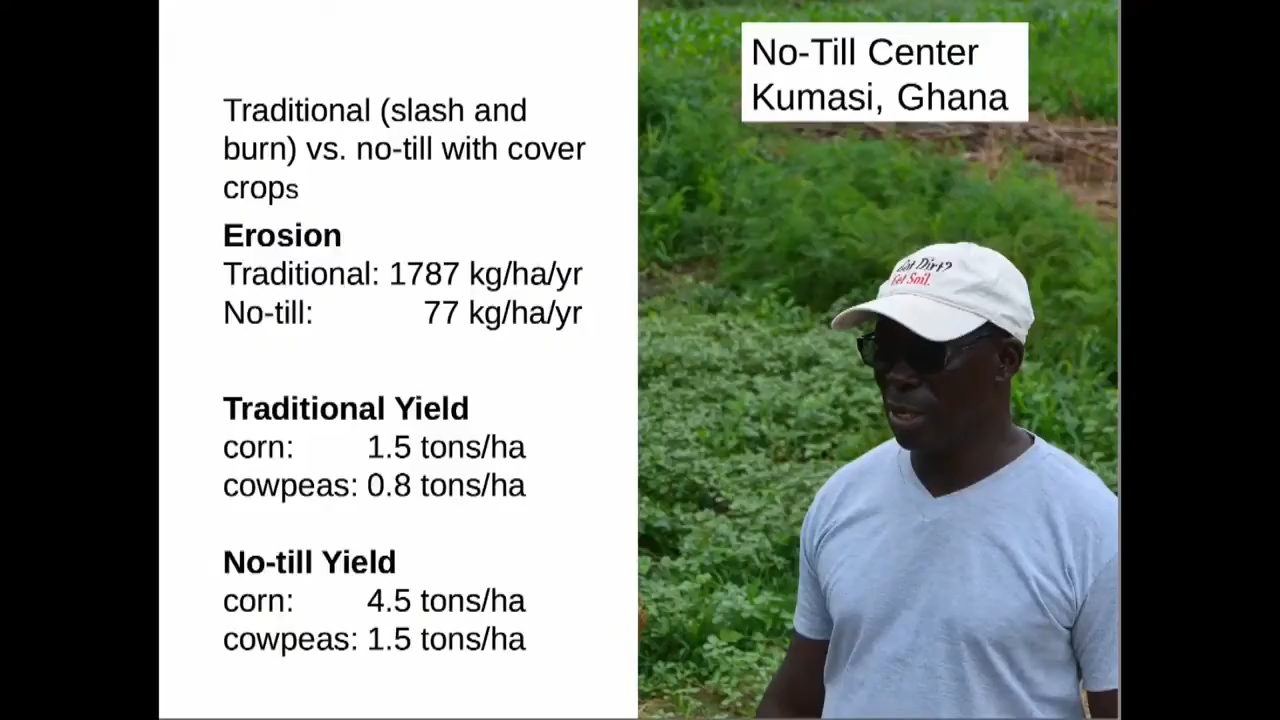 Traditional (slash and
burn) vs. no-till with cover
crops
Erosion
Traditional: 1787 kg/ha/yr
No-till: 77 kg/ha/yr
Traditional Yield
corn: 1.5 tons/ha
cowpeas: 0.8 tons/ha
No-till Yield
corn: 4.5 tons/ha
cowpeas: 1.5 tons/ha
No-Till Center
Kumasi, Ghana
Got Dirt?
Get Soil.